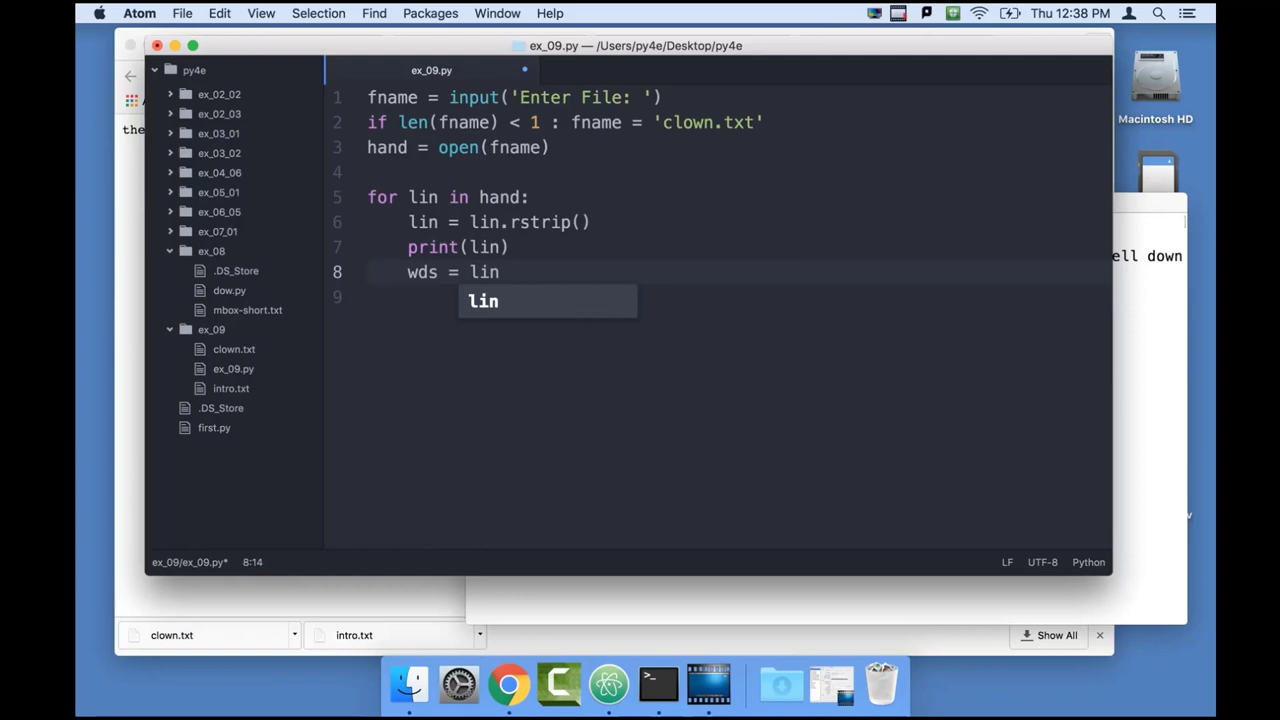 Atom File Edit View Selection Find Packages Window Help Thu 12:38 PM
ex_09.py — /Users/py4e/Desktop/py4e
py4e
ex_09.py
ex_02_02
ex_02_03
ex_03_01
ex_03_02
ex_04_06
ex_05_01
ex_06_05
ex_07_01
ex_08
.DS_Store
dow.py
mbox-short.txt
ex_09
clown.txt
ex_09.py
intro.txt
.DS_Store
first.py
1 fname = input('Enter File: ')
2 if len(fname) < 1 : fname = 'clown.txt'
3 hand = open(fname)
4
5 for lin in hand:
6     lin = lin.rstrip()
7     print(lin)
8     wds = lin
9
lin
ex_09/ex_09.py* 8:14 LF UTF-8 Python
the
ell down
Macintosh HD
clown.txt
intro.txt
Show All